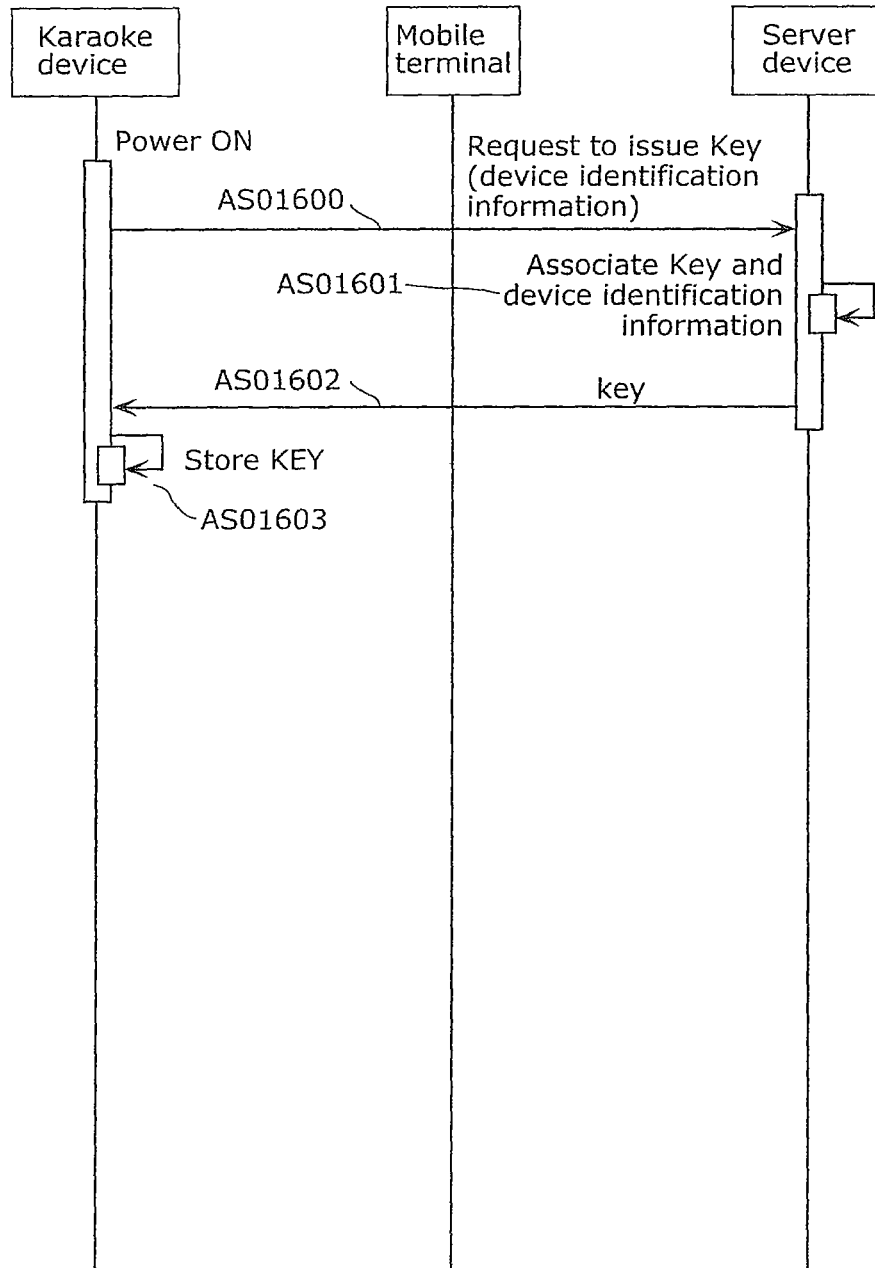 Karaoke
device
Mobile
terminal
Server
device
Power ON
Request to issue Key
(device identification
information)
AS01600
AS01601
Associate Key and
device identification
information
AS01602
key
Store KEY
AS01603